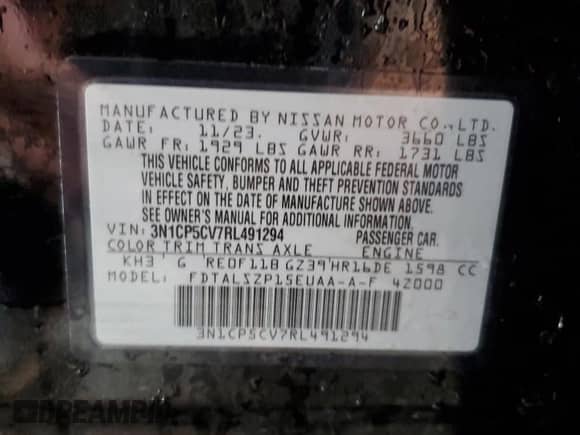 MANUFACTURED BY NISSAN MOTOR CO., LTD.
DATE: 11/23. GVWR: 3660 LBS
GAWR FR: 1929 LBS GAWR RR: 1731 LBS
THIS VEHICLE CONFORMS TO ALL APPLICABLE FEDERAL MOTOR
VEHICLE SAFETY, BUMPER AND THEFT PREVENTION STANDARDS
IN EFFECT ON THE DATE OF MANUFACTURE SHOWN ABOVE.
SEE OWNER'S MANUAL FOR ADDITIONAL INFORMATION.
VIN: 3N1CP5CV7RL491294 PASSENGER CAR.
COLOR TRIM TRANS AXLE ENGINE
KH3 G RE0F11B GZ39 HR16DE 1598 CC
MODEL: FDTALSZP15EUAA-A-F 42000
3N1CP5CV7RL491294
DREAMPIN